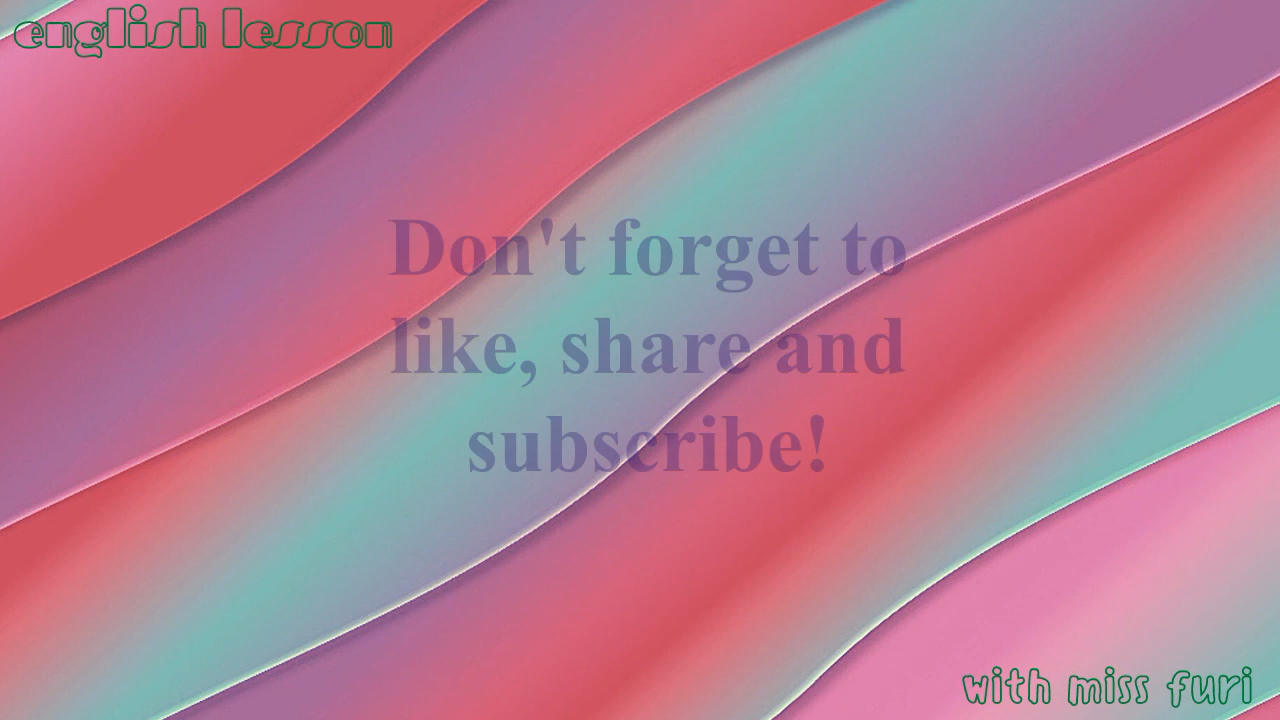 english lesson
Don't forget to
like, share and
subscribe!
with miss furi